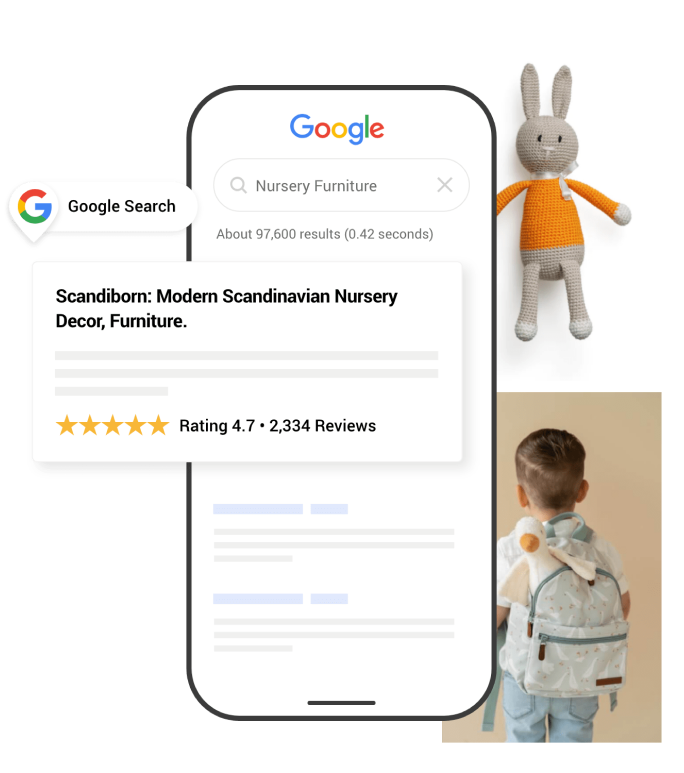 Google
Nursery Furniture
Google Search
About 97,600 results (0.42 seconds)
Scandiborn: Modern Scandinavian Nursery
Decor, Furniture.
Rating 4.7 • 2,334 Reviews